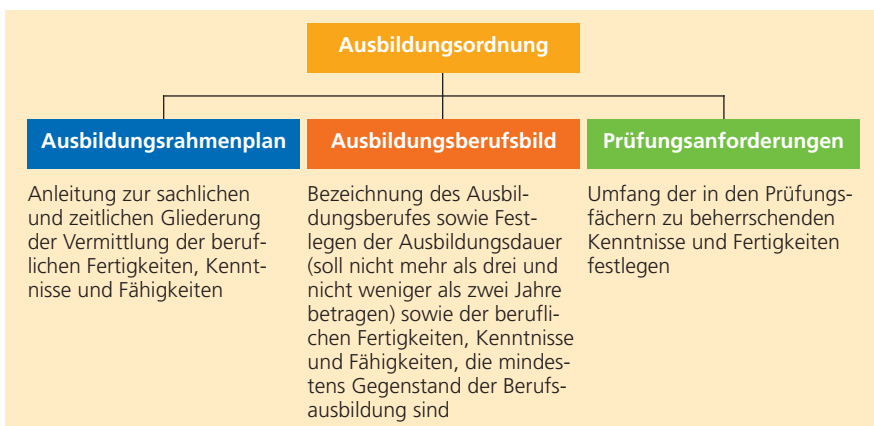 Ausbildungsordnung
Ausbildungsrahmenplan
Anleitung zur sachlichen
und zeitlichen Gliederung
der Vermittlung der beruf-
lichen Fertigkeiten, Kennt-
nisse und Fähigkeiten
Ausbildungsberufsbild
Bezeichnung des Ausbil-
dungsberufes sowie Fest-
legen der Ausbildungsdauer
(soll nicht mehr als drei und
nicht weniger als zwei Jahre
betragen) sowie der berufli-
chen Fertigkeiten, Kenntnisse
und Fähigkeiten, die mindes-
tens Gegenstand der Berufs-
ausbildung sind
Prüfungsanforderungen
Umfang der in den Prüfungs-
fächern zu beherrschenden
Kenntnisse und Fertigkeiten
festlegen